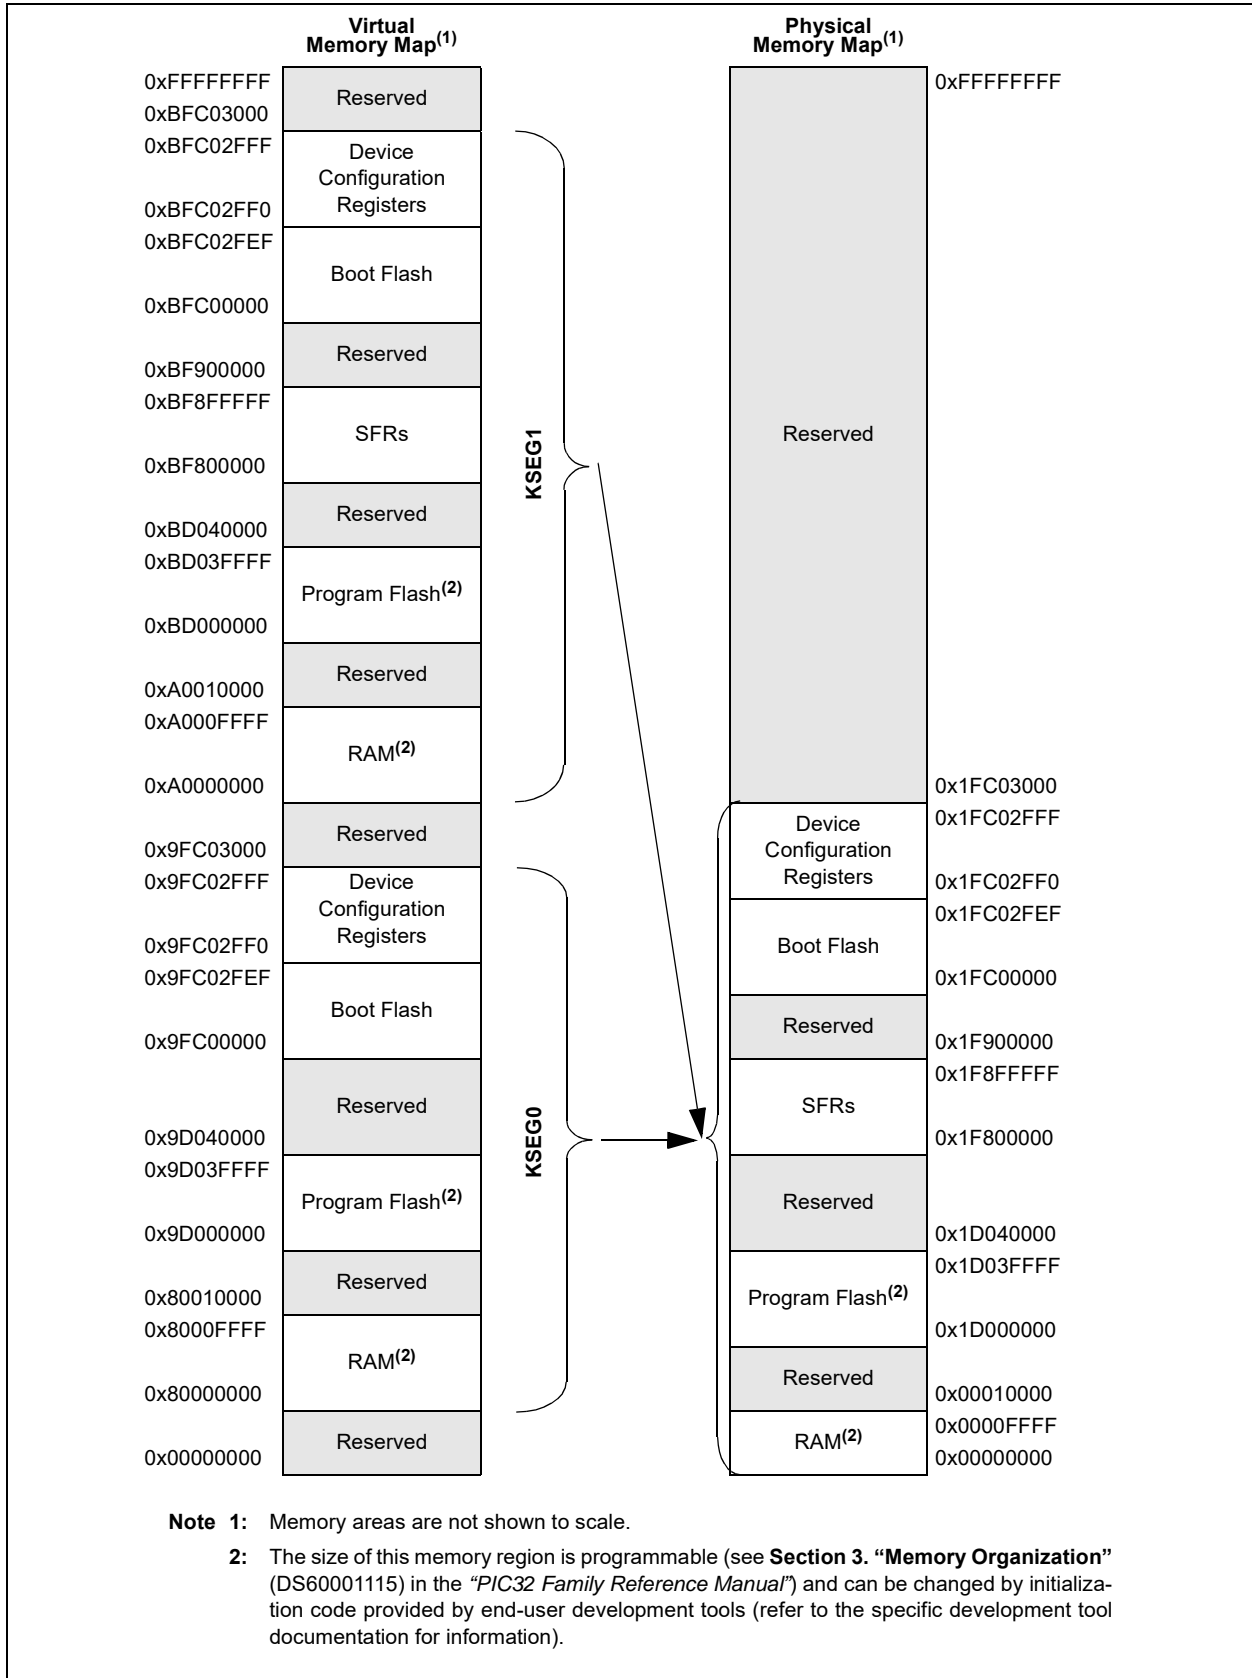 Virtual
Memory Map(1)
0xFFFFFFFF
Reserved
0xBFC03000
0xBFC02FFF
Device
Configuration
Registers
0xBFC02FF0
0xBFC02FEF
Boot Flash
0xBFC00000
Reserved
0xBF900000
0xBF8FFFFF
SFRs
0xBF800000
Reserved
0xBD040000
0xBD03FFFF
Program Flash(2)
0xBD000000
Reserved
0xA0010000
0xA000FFFF
RAM(2)
0xA0000000
Reserved
0x9FC03000
0x9FC02FFF
Device
Configuration
Registers
0x9FC02FF0
0x9FC02FEF
Boot Flash
0x9FC00000
Reserved
0x9D040000
0x9D03FFFF
Program Flash(2)
0x9D000000
Reserved
0x80010000
0x8000FFFF
RAM(2)
0x80000000
Reserved
0x00000000
KSEG1
KSEG0
Physical
Memory Map(1)
0xFFFFFFFF
Reserved
0x1FC03000
0x1FC02FFF
Device
Configuration
Registers
0x1FC02FF0
0x1FC02FEF
Boot Flash
0x1FC00000
Reserved
0x1F900000
0x1F8FFFFF
SFRs
0x1F800000
Reserved
0x1D040000
0x1D03FFFF
Program Flash(2)
0x1D000000
Reserved
0x00010000
0x0000FFFF
RAM(2)
0x00000000
Note 1: Memory areas are not shown to scale.
2: The size of this memory region is programmable (see Section 3. “Memory Organization”
(DS60001115) in the “PIC32 Family Reference Manual”) and can be changed by initializa-
tion code provided by end-user development tools (refer to the specific development tool
documentation for information).